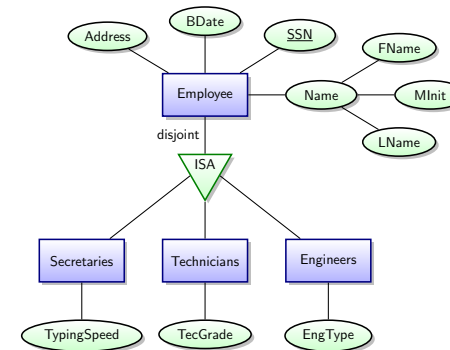 BDate
Address
SSN
FName
Employee
Name
MInit
LName
disjoint
ISA
Secretaries
Technicians
Engineers
TypingSpeed
TecGrade
EngType